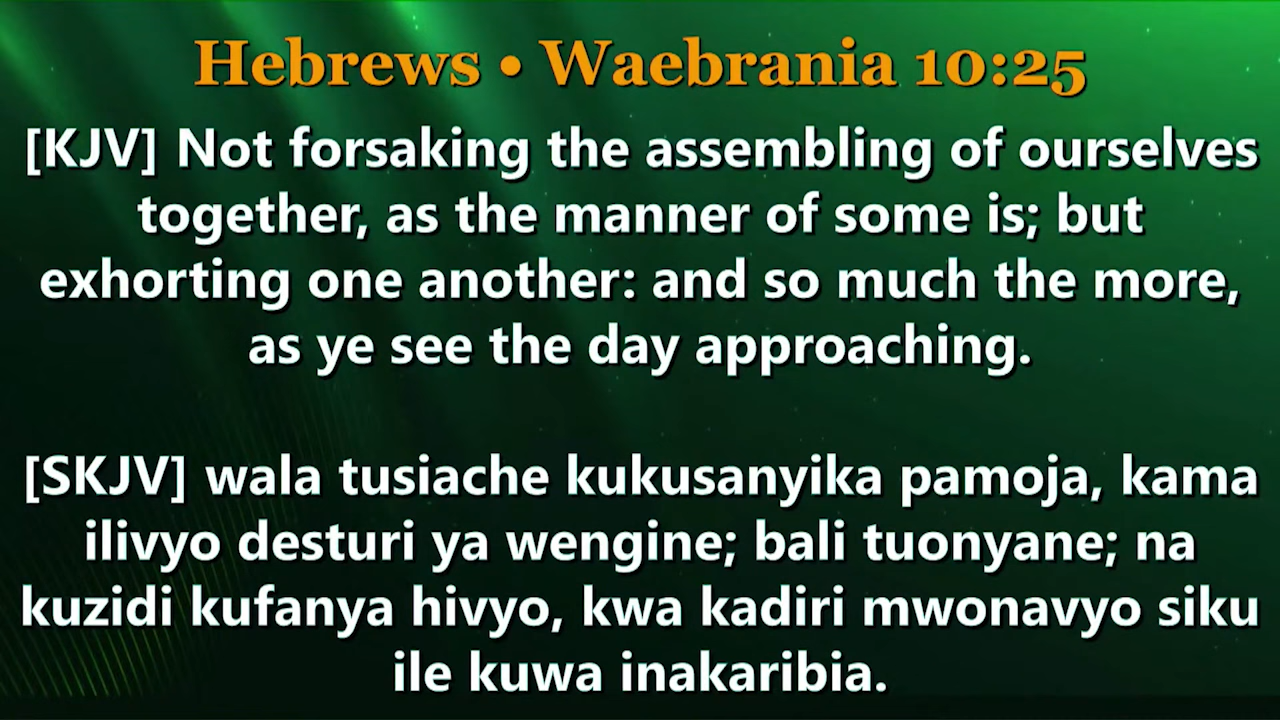 Hebrews • Waebrania 10:25
[KJV] Not forsaking the assembling of ourselves
together, as the manner of some is; but
exhorting one another: and so much the more,
as ye see the day approaching.
[SKJV] wala tusiache kukusanyika pamoja, kama
ilivyo desturi ya wengine; bali tuonyane; na
kuzidi kufanya hivyo, kwa kadiri mwonavyo siku
ile kuwa inakaribia.